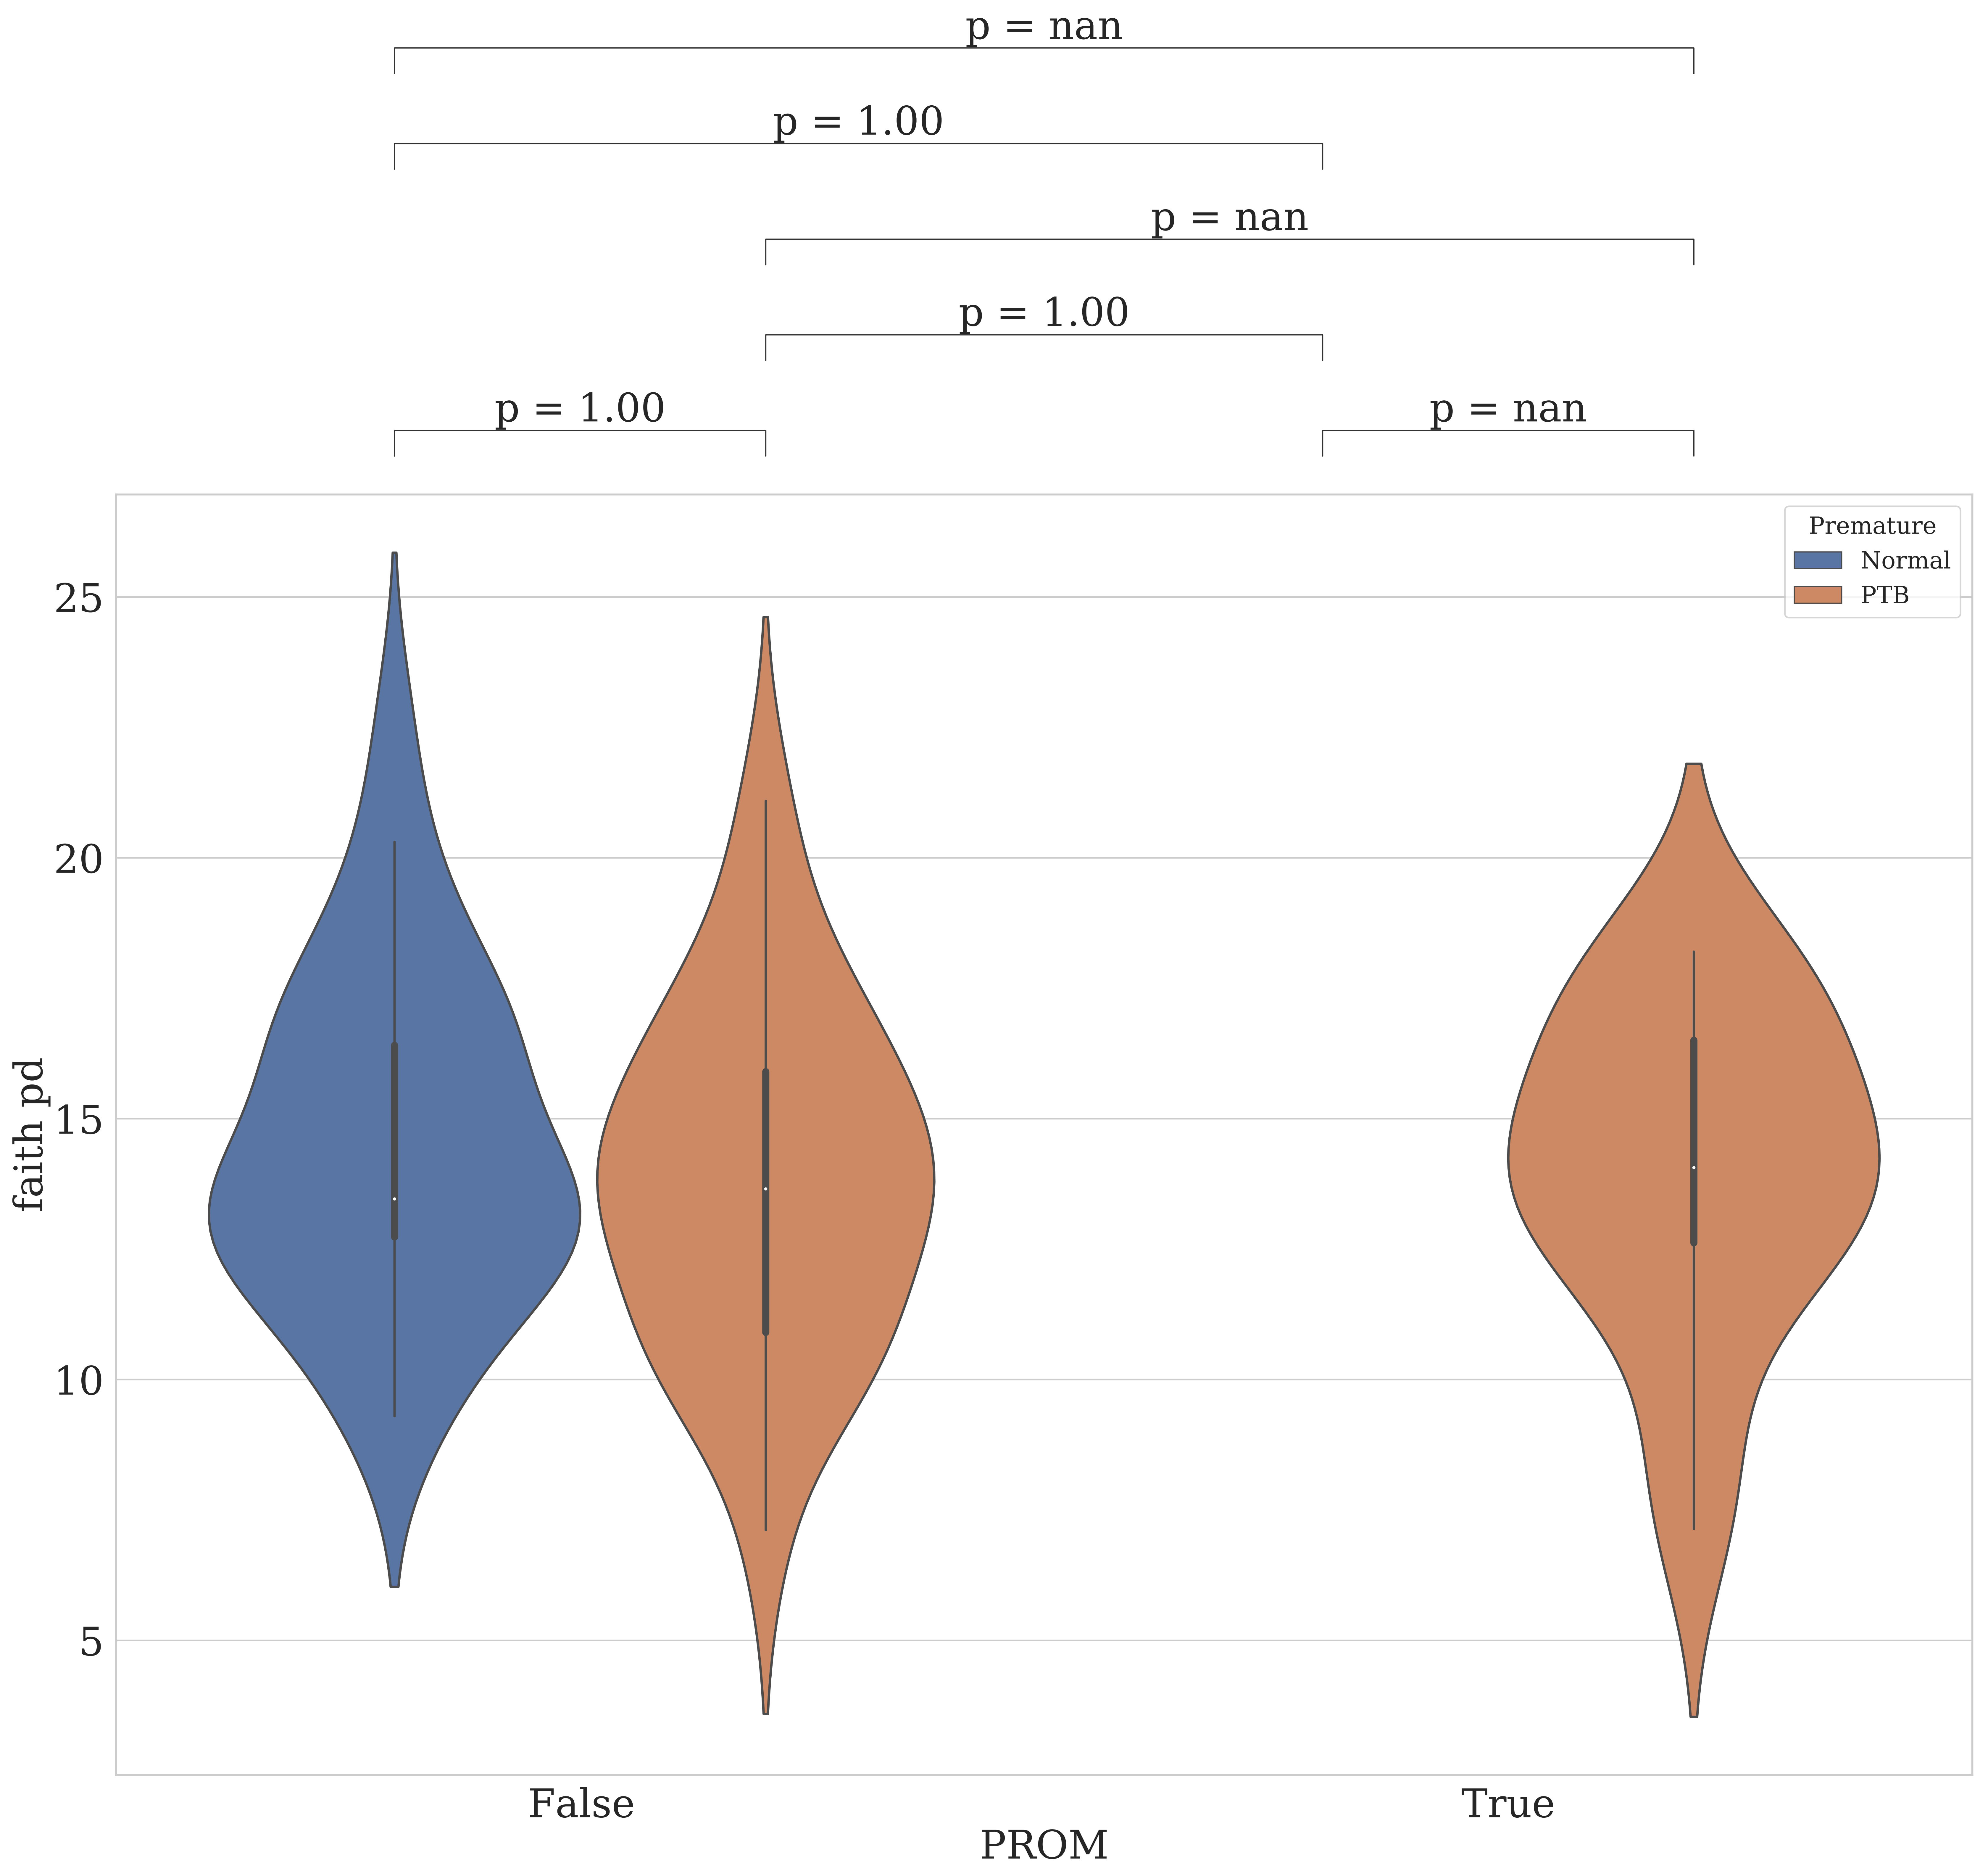 p = nan
p = 1.00
p = nan
p = 1.00
p = 1.00
p = nan
Premature
Normal
PTB
25
20
15
10
5
faith pd
False
True
PROM